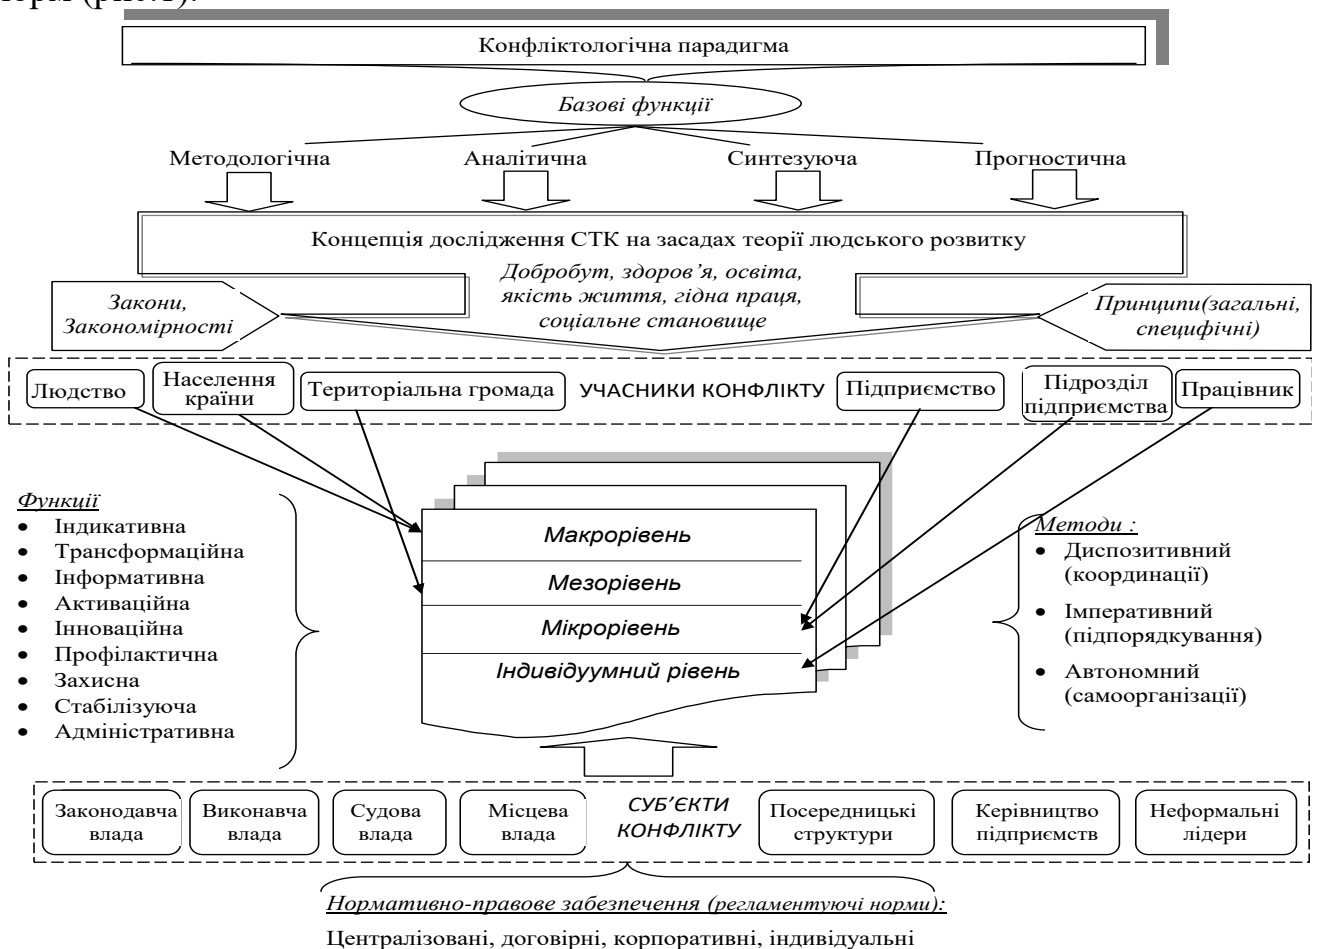 Конфліктологічна парадигма
Базові функції
Методологічна
Аналітична
Синтезуюча
Прогностична
Концепція дослідження СТК на засадах теорії людського розвитку
Добробут, здоров’я, освіта,
якість життя, гідна праця,
соціальне становище
Закони,
Закономірності
Принципи(загальні,
специфічні)
Людство
Населення
країни
Територіальна громада
УЧАСНИКИ КОНФЛІКТУ
Підприємство
Підрозділ
підприємства
Працівник
Функції
• Індикативна
• Трансформаційна
• Інформативна
• Активаційна
• Інноваційна
• Профілактична
• Захисна
• Стабілізуюча
• Адміністративна
Макрорівень
Мезорівень
Мікрорівень
Індивідуумний рівень
Методи :
• Диспозитивний
(координації)
• Імперативний
(підпорядкування)
• Автономний
(самоорганізації)
Законодавча
влада
Виконавча
влада
Судова
влада
Місцева
влада
СУБ’ЄКТИ
КОНФЛІКТУ
Посередницькі
структури
Керівництво
підприємств
Неформальні
лідери
Нормативно-правове забезпечення (регламентуючі норми):
Централізовані, договірні, корпоративні, індивідуальні